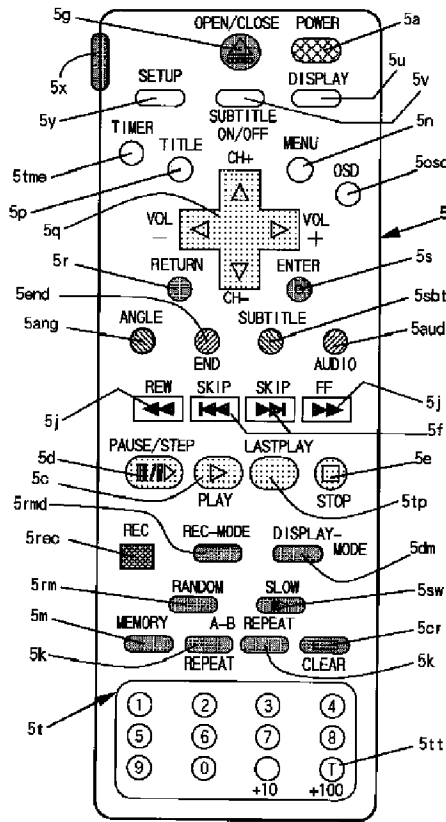 5g OPEN/CLOSE POWER 5a
5x SETUP DISPLAY 5u
5y SUBTITLE ON/OFF 5v
TIMER TITLE CH+ MENU 5n
5tme OSD 5osd
5p
5q VOL − VOL + 5
5r RETURN CH− ENTER 5s
5end 5sbt
5ang ANGLE SUBTITLE 5aud
END AUDIO
REW SKIP SKIP FF
5j 5f 5j
PAUSE/STEP LASTPLAY
5d 5e
5c PLAY STOP
5rmd 5tp
REC REC-MODE DISPLAY-MODE
5rec 5dm
5rm RANDOM SLOW 5sw
5m MEMORY A-B REPEAT REPEAT 5cr
5k CLEAR 5k
5t
1 2 3 4
5 6 7 8 5tt
9 0 T
+10 +100